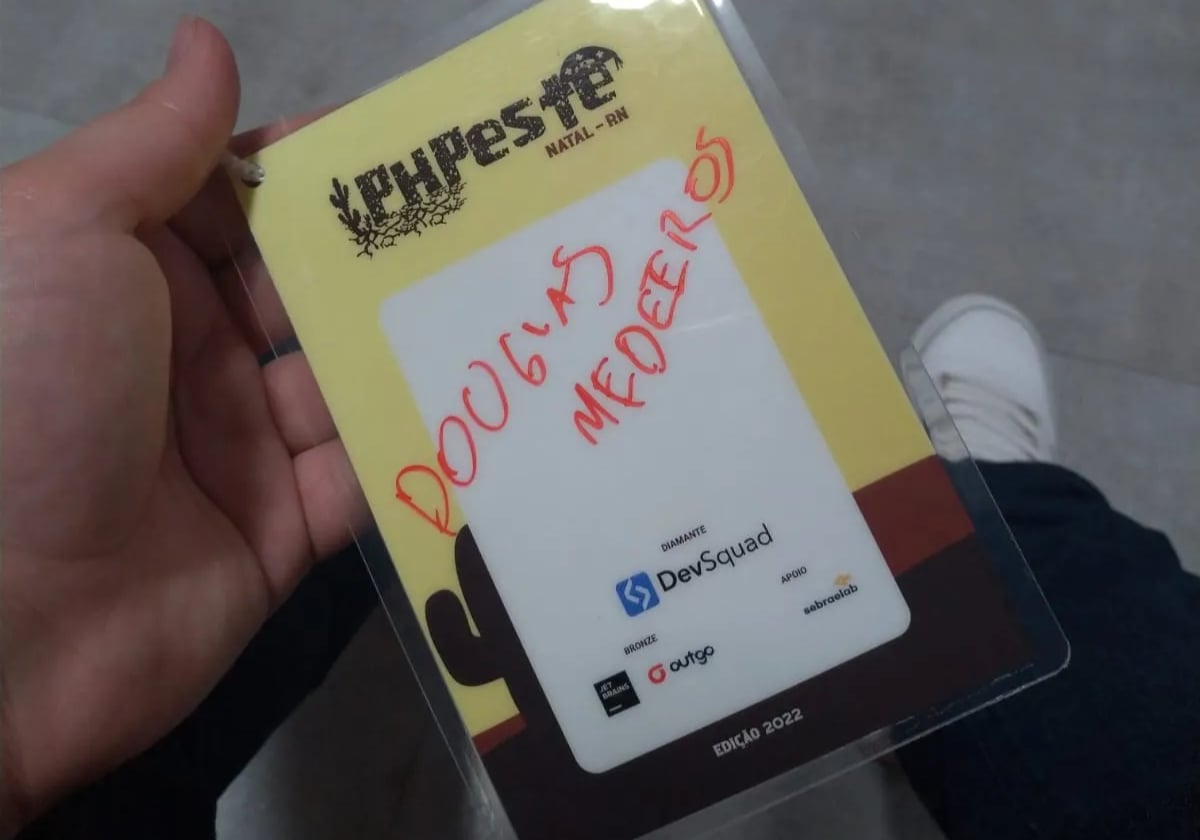 PHPeste
NATAL - RN
DOUGLAS
MEDEIROS
DIAMANTE
DevSquad
APOIO
sebraelab
BRONZE
JET
BRAINS
outgo
EDIÇÃO 2022